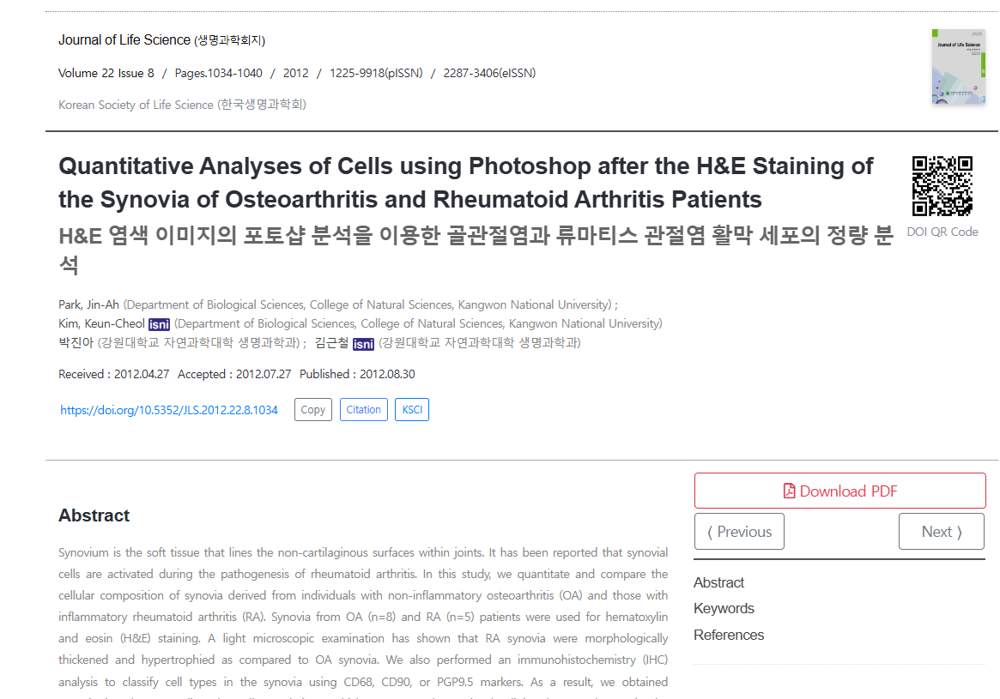 Journal of Life Science (생명과학회지)
Volume 22 Issue 8 / Pages.1034-1040 / 2012 / 1225-9918(pISSN) / 2287-3406(eISSN)
Korean Society of Life Science (한국생명과학회)
Journal of Life Science
Quantitative Analyses of Cells using Photoshop after the H&E Staining of
the Synovia of Osteoarthritis and Rheumatoid Arthritis Patients
H&E 염색 이미지의 포토샵 분석을 이용한 골관절염과 류마티스 관절염 활막 세포의 정량 분
석
DOI QR Code
Park, Jin-Ah (Department of Biological Sciences, College of Natural Sciences, Kangwon National University) ;
Kim, Keun-Cheol isni (Department of Biological Sciences, College of Natural Sciences, Kangwon National University)
박진아 (강원대학교 자연과학대학 생명과학과) ; 김근철 isni (강원대학교 자연과학대학 생명과학과)
Received : 2012.04.27 Accepted : 2012.07.27 Published : 2012.08.30
https://doi.org/10.5352/JLS.2012.22.8.1034 Copy Citation KSCI
Abstract
Synovium is the soft tissue that lines the non-cartilaginous surfaces within joints. It has been reported that synovial
cells are activated during the pathogenesis of rheumatoid arthritis. In this study, we quantitate and compare the
cellular composition of synovia derived from individuals with non-inflammatory osteoarthritis (OA) and those with
inflammatory rheumatoid arthritis (RA). Synovia from OA (n=8) and RA (n=5) patients were used for hematoxylin
and eosin (H&E) staining. A light microscopic examination has shown that RA synovia were morphologically
thickened and hypertrophied as compared to OA synovia. We also performed an immunohistochemistry (IHC)
analysis to classify cell types in the synovia using CD68, CD90, or PGP9.5 markers. As a result, we obtained
Download PDF
⟨ Previous
Next ⟩
Abstract
Keywords
References